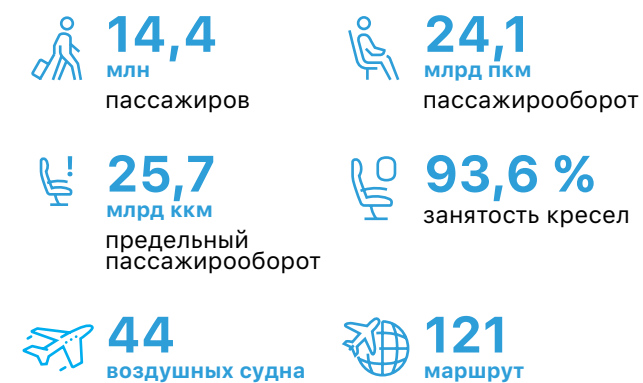 14,4
млн
пассажиров
24,1
млрд пкм
пассажирооборот
25,7
млрд ккм
предельный
пассажирооборот
93,6 %
занятость кресел
44
воздушных судна
121
маршрут